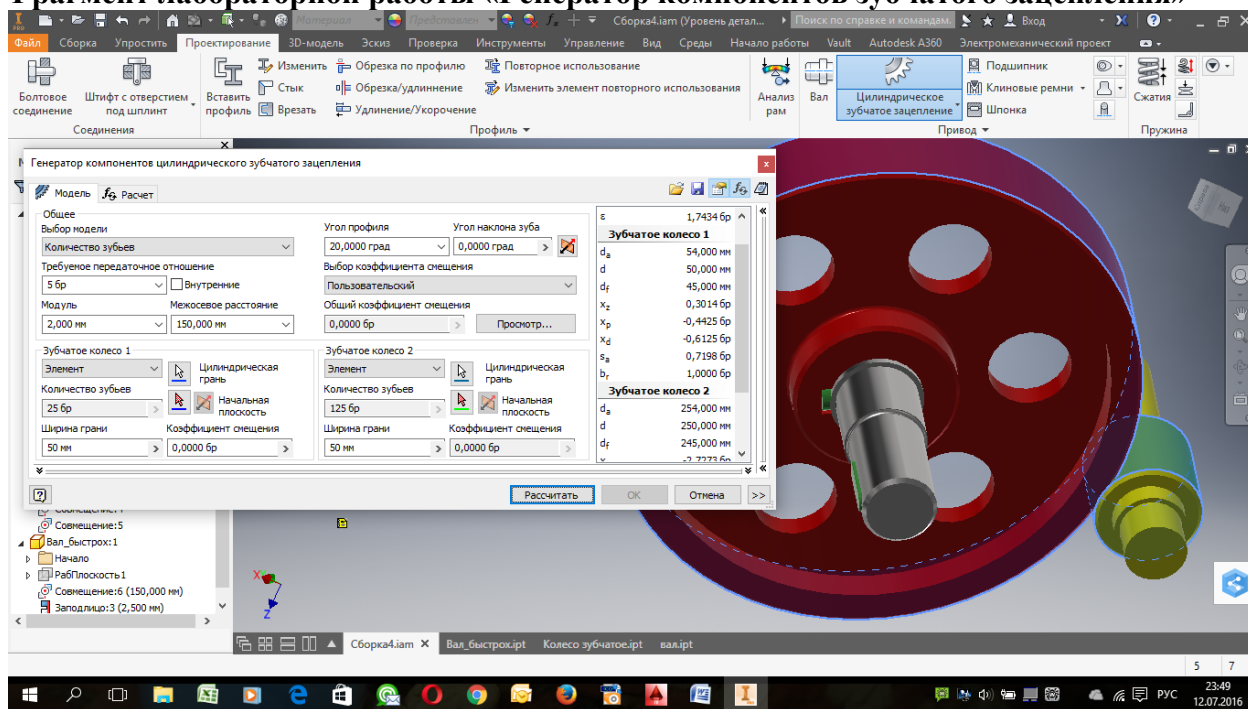 Фрагмент лабораторной работы «Генератор компонентов зубчатого зацепления»
PRO
Материал
Представлен
Сборка4.iam (Уровень детал...
Поиск по справке и командам.
Вход
Файл Сборка Упростить Проектирование 3D-модель Эскиз Проверка Инструменты Управление Вид Среды Начало работы Vault Autodesk A360 Электромеханический проект
Болтовое соединение
Штифт с отверстием под шплинт
Соединения
Вставить профиль
Изменить
Стык
Врезать
Обрезка по профилю
Обрезка/удлиннение
Удлинение/Укорочение
Повторное использование
Изменить элемент повторного использования
Профиль
Анализ рам
Вал
Цилиндрическое зубчатое зацепление
Подшипник
Клиновые ремни
Шпонка
Привод
Сжатия
Пружина
Генератор компонентов цилиндрического зубчатого зацепления
Модель
Расчет
Общее
Выбор модели
Количество зубьев
Требуемое передаточное отношение
5 бр
Внутренние
Модуль
Межосевое расстояние
2,000 мм
150,000 мм
Угол профиля
Угол наклона зуба
20,0000 град
0,0000 град
Выбор коэффициента смещения
Пользовательский
Общий коэффициент смещения
0,0000 бр
Просмотр...
Зубчатое колесо 1
Элемент
Цилиндрическая грань
Количество зубьев
25 бр
Начальная плоскость
Ширина грани
Коэффициент смещения
50 мм
0,0000 бр
Зубчатое колесо 2
Элемент
Цилиндрическая грань
Количество зубьев
125 бр
Начальная плоскость
Ширина грани
Коэффициент смещения
50 мм
0,0000 бр
ε 1,7434 бр
Зубчатое колесо 1
da 54,000 мм
d 50,000 мм
df 45,000 мм
xz 0,3014 бр
xp -0,4425 бр
xd -0,6125 бр
sa 0,7198 бр
br 1,0000 бр
Зубчатое колесо 2
da 254,000 мм
d 250,000 мм
df 245,000 мм
-2,7273 бр
Рассчитать
ОК
Отмена
>>
Совмещение:5
Вал_быстрох:1
Начало
РабПлоскость1
Совмещение:6 (150,000 мм)
Заподлицо:3 (2,500 мм)
X
Z
Сборка4.iam
Вал_быстрох.ipt
Колесо зубчатое.ipt
вал.ipt
5 7
РУС
23:49
12.07.2016